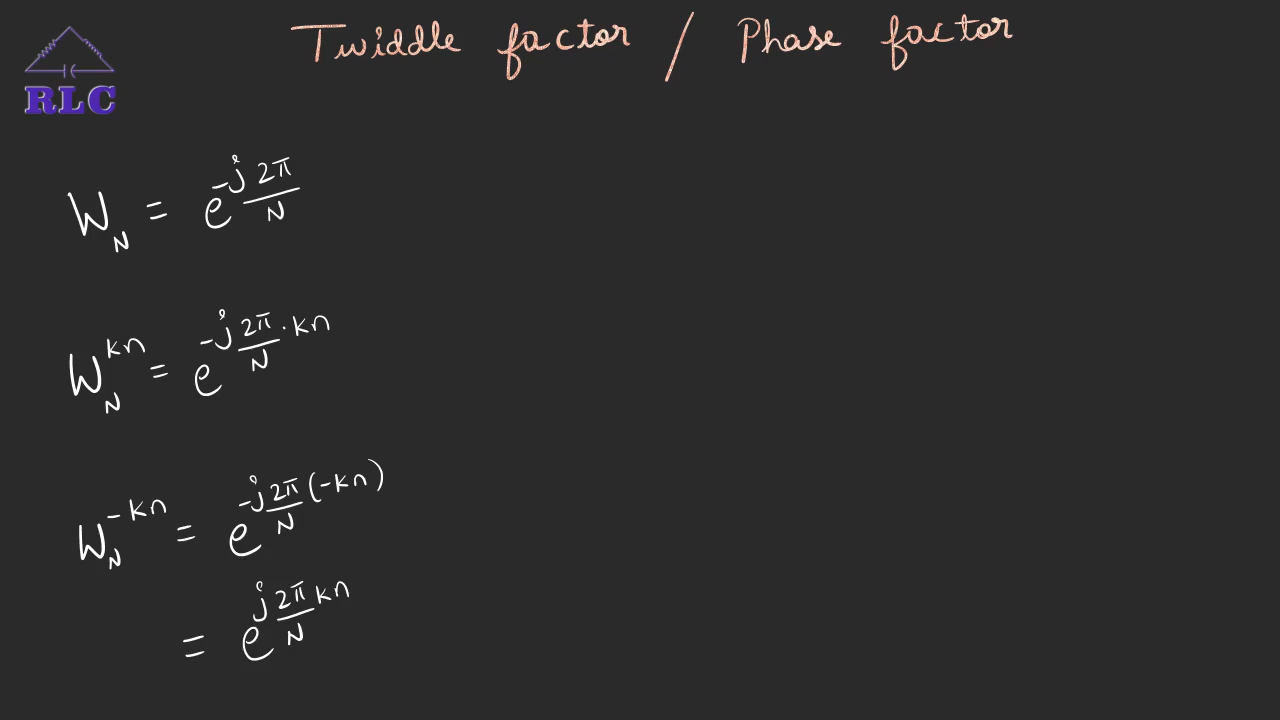 Twiddle factor / Phase factor
RLC
W_N = e^{-j 2π/N}
W_N^{kn} = e^{-j 2π/N · kn}
W_N^{-kn} = e^{-j 2π/N (-kn)}
= e^{j 2π/N kn}